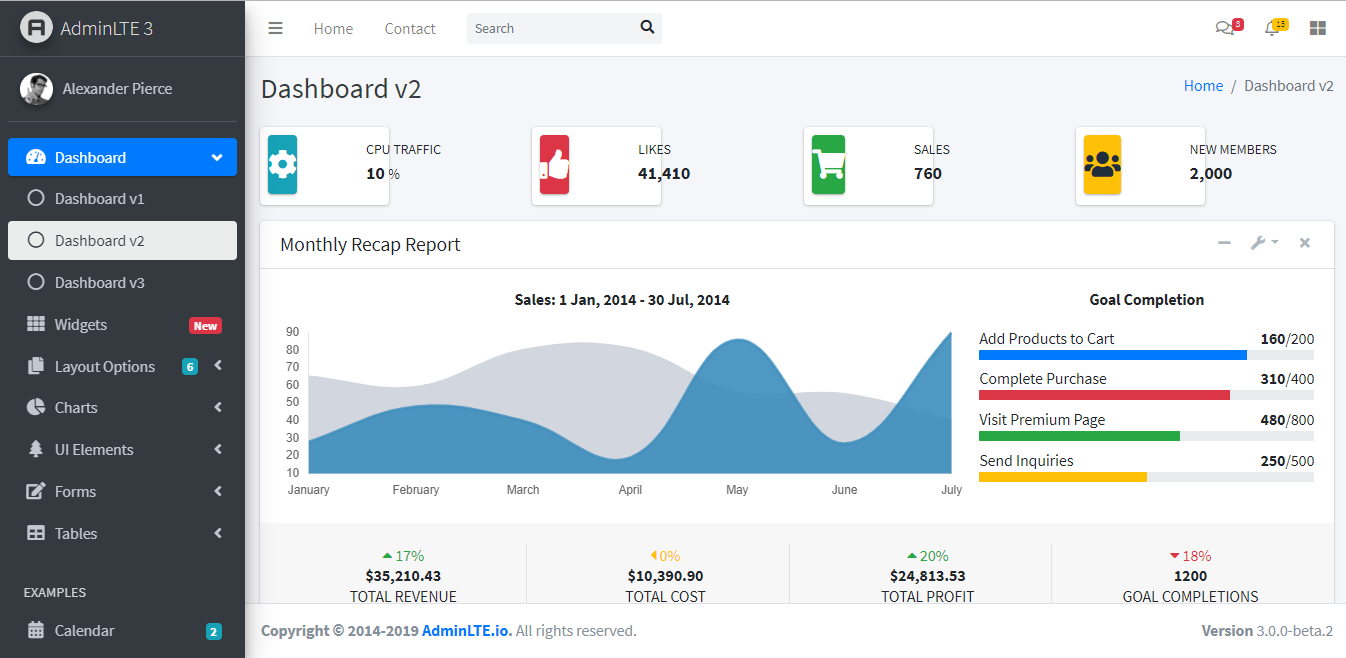 AdminLTE 3
Home Contact Search 3 15
Alexander Pierce
Dashboard
Dashboard v1
Dashboard v2
Dashboard v3
Widgets New
Layout Options 6
Charts
UI Elements
Forms
Tables
EXAMPLES
Calendar 2
Dashboard v2
Home / Dashboard v2
CPU TRAFFIC
10 %
LIKES
41,410
SALES
760
NEW MEMBERS
2,000
Monthly Recap Report
Sales: 1 Jan, 2014 - 30 Jul, 2014
90
80
70
60
50
40
30
20
10
January February March April May June July
Goal Completion
Add Products to Cart 160/200
Complete Purchase 310/400
Visit Premium Page 480/800
Send Inquiries 250/500
17%
$35,210.43
TOTAL REVENUE
0%
$10,390.90
TOTAL COST
20%
$24,813.53
TOTAL PROFIT
18%
1200
GOAL COMPLETIONS
Copyright © 2014-2019 AdminLTE.io. All rights reserved.
Version 3.0.0-beta.2